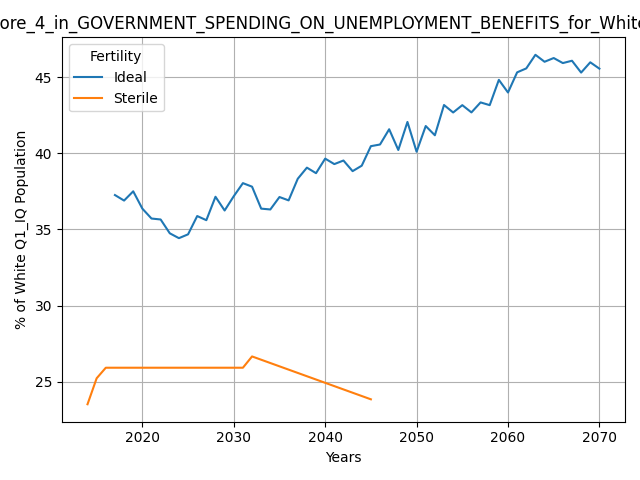 ore_4_in_GOVERNMENT_SPENDING_ON_UNEMPLOYMENT_BENEFITS_for_White
Fertility
Ideal
Sterile
% of White Q1_IQ Population
45
40
35
30
25
2020 2030 2040 2050 2060 2070
Years